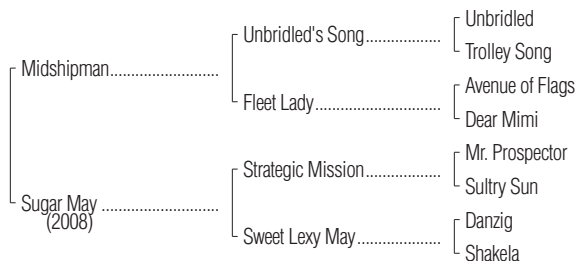 Unbridled
Unbridled's Song
Trolley Song
Midshipman
Avenue of Flags
Fleet Lady
Dear Mimi
Mr. Prospector
Strategic Mission
Sultry Sun
Sugar May
(2008)
Danzig
Sweet Lexy May
Shakela